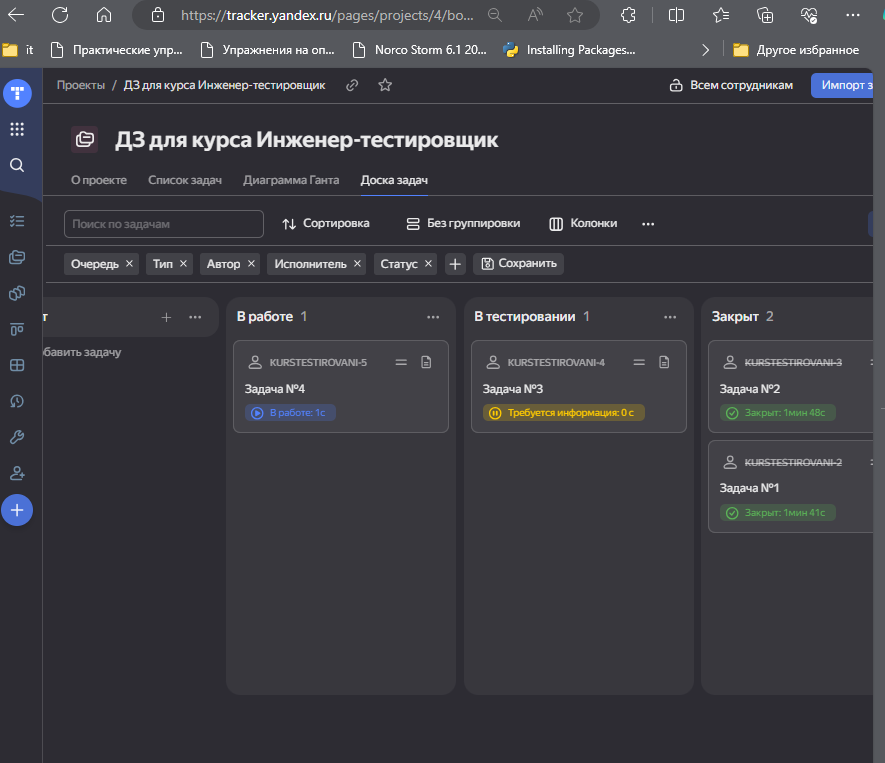 https://tracker.yandex.ru/pages/projects/4/bo...
it Практические упр... Упражнения на оп... Norco Storm 6.1 20... Installing Packages... Другое избранное
Проекты / ДЗ для курса Инженер-тестировщик Всем сотрудникам Импорт з
ДЗ для курса Инженер-тестировщик
О проекте Список задач Диаграмма Ганта Доска задач
Поиск по задачам Сортировка Без группировки Колонки
Очередь Тип Автор Исполнитель Статус Сохранить
т
бавить задачу
В работе 1
KURSTESTIROVANI-5
Задача №4
В работе: 1с
В тестировании 1
KURSTESTIROVANI-4
Задача №3
Требуется информация: 0 с
Закрыт 2
KURSTESTIROVANI-3
Задача №2
Закрыт: 1мин 48с
KURSTESTIROVANI-2
Задача №1
Закрыт: 1мин 41с